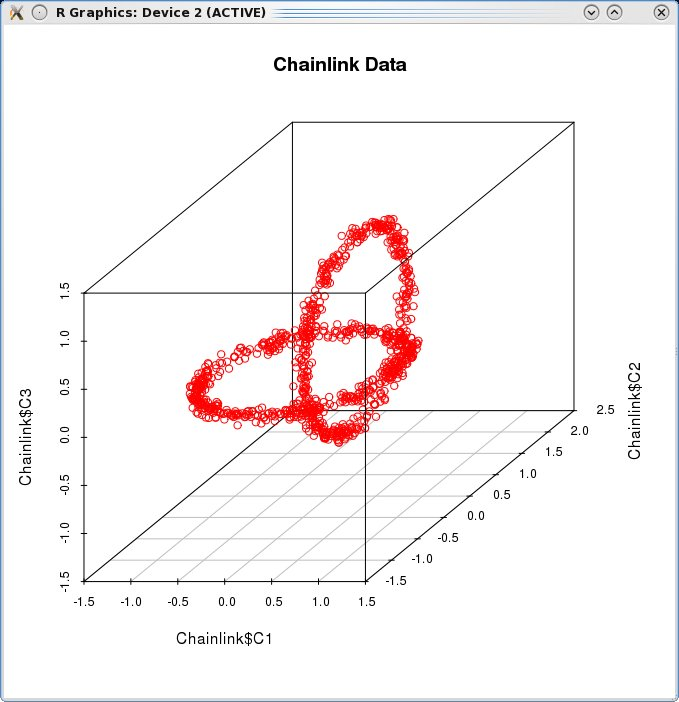 R Graphics: Device 2 (ACTIVE)
Chainlink Data
Chainlink$C3
1.5
1.0
0.5
0.0
-0.5
-1.0
-1.5
-1.5 -1.0 -0.5 0.0 0.5 1.0 1.5
Chainlink$C1
2.5
2.0
1.5
1.0
0.5
0.0
-0.5
-1.0
-1.5
Chainlink$C2